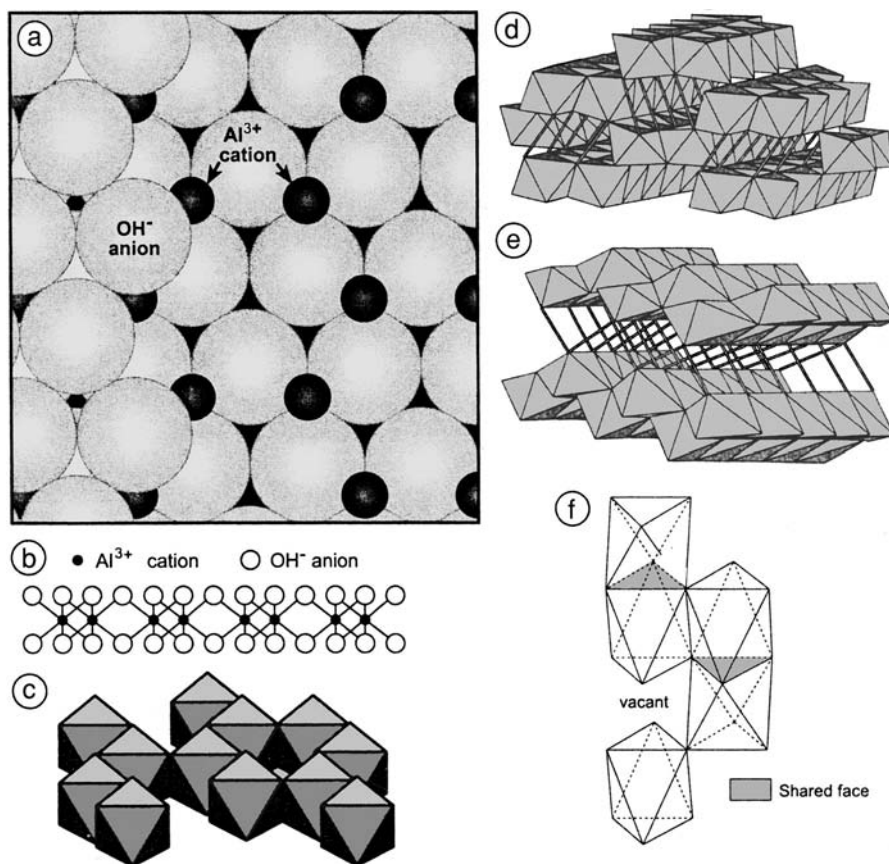 a
Al3+
cation
OH-
anion
b
Al3+ cation
OH- anion
c
d
e
f
vacant
Shared face